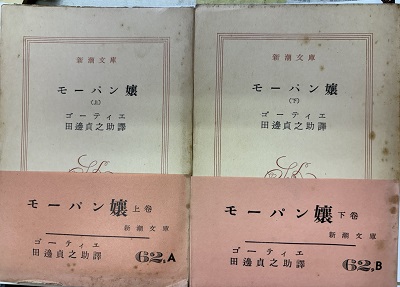 新潮文庫
モーパン嬢
(上)
ゴーティエ
田邊貞之助譯
モーパン嬢 上卷
新潮文庫
ゴーティエ
田邊貞之助譯
62.A
新潮文庫
モーパン嬢
(下)
ゴーティエ
田邊貞之助譯
モーパン嬢 下卷
新潮文庫
ゴーティエ
田邊貞之助譯
62.B